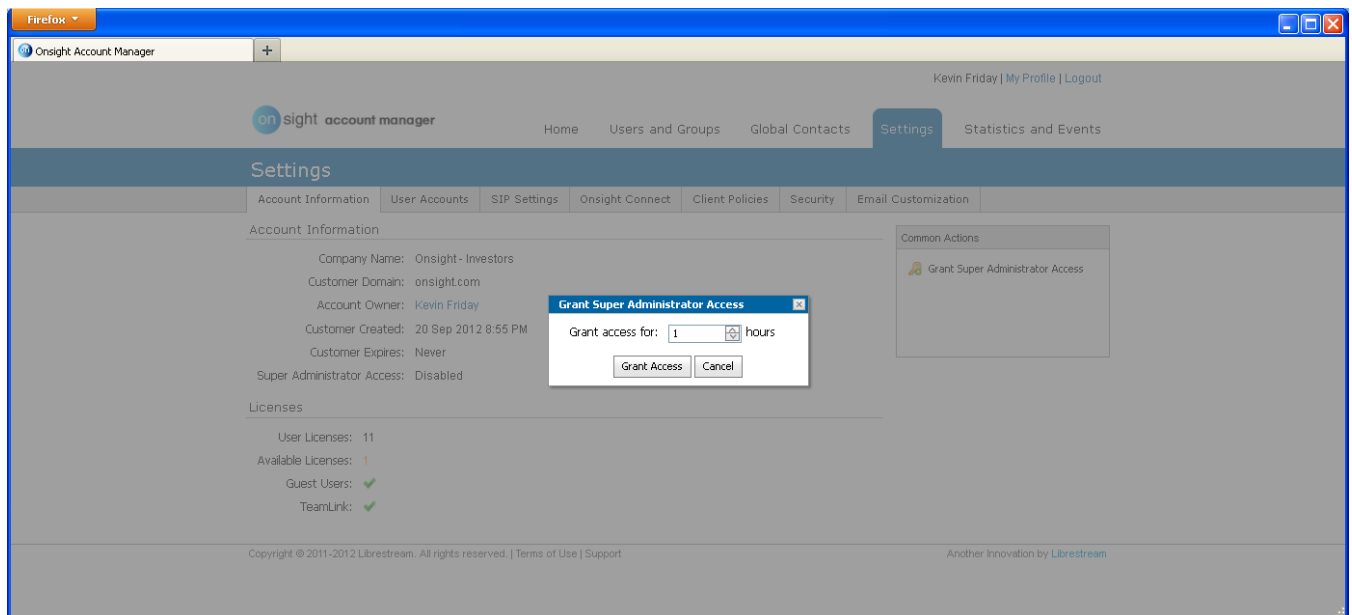 Firefox
Onsight Account Manager
Kevin Friday | My Profile | Logout
on sight account manager
Home Users and Groups Global Contacts Settings Statistics and Events
Settings
Account Information User Accounts SIP Settings Onsight Connect Client Policies Security Email Customization
Account Information
Company Name: Onsight - Investors
Customer Domain: onsight.com
Account Owner: Kevin Friday
Customer Created: 20 Sep 2012 8:55 PM
Customer Expires: Never
Super Administrator Access: Disabled
Common Actions
Grant Super Administrator Access
Grant Super Administrator Access
Grant access for: 1 hours
Grant Access Cancel
Licenses
User Licenses: 11
Available Licenses: 1
Guest Users:
TeamLink:
Copyright © 2011-2012 Librestream. All rights reserved. | Terms of Use | Support
Another Innovation by Librestream